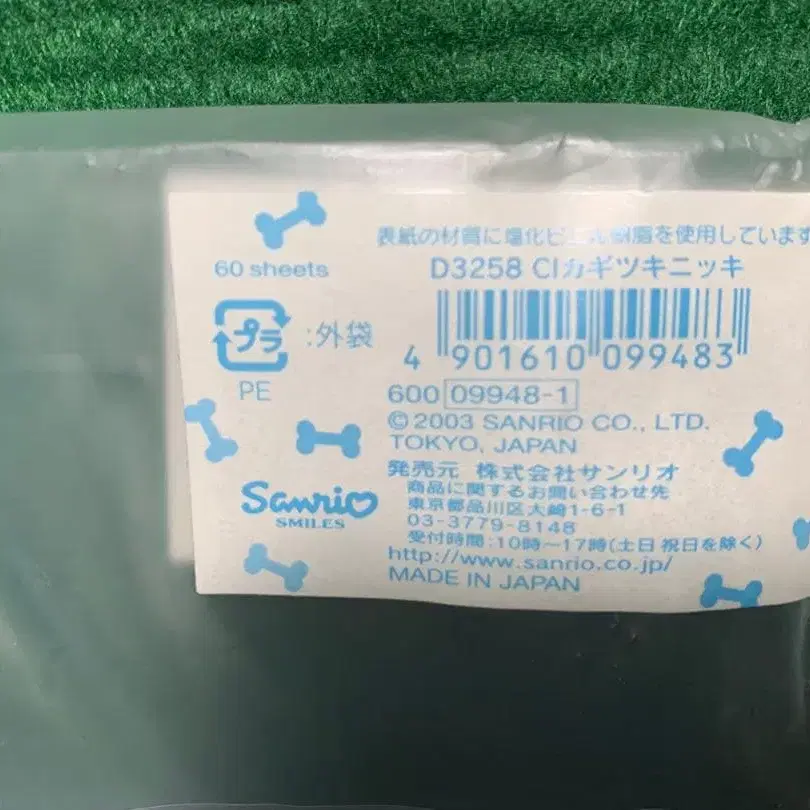 60 sheets
表紙の材質に塩化ビニル樹脂を使用しています
D3258 CIカギツキニッキ
プラ :外袋
PE
4 901610 099483
600 09948-1
© 2003 SANRIO CO., LTD.
TOKYO, JAPAN
発売元 株式会社サンリオ
Sanrio
SMILES
商品に関するお問い合わせ先
東京都品川区大崎1-6-1
03-3779-8148
受付時間:10時~17時(土日 祝日を除く)
http://www.sanrio.co.jp/
MADE IN JAPAN